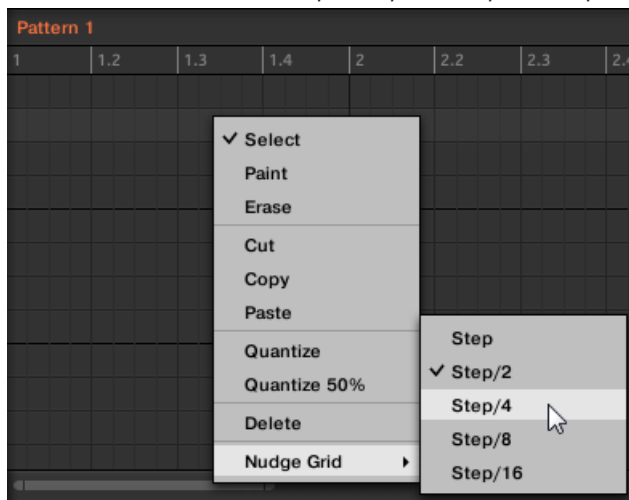 Pattern 1
1 1.2 1.3 1.4 2 2.2 2.3
Select
Paint
Erase
Cut
Copy
Paste
Quantize
Quantize 50%
Delete
Nudge Grid
Step
Step/2
Step/4
Step/8
Step/16